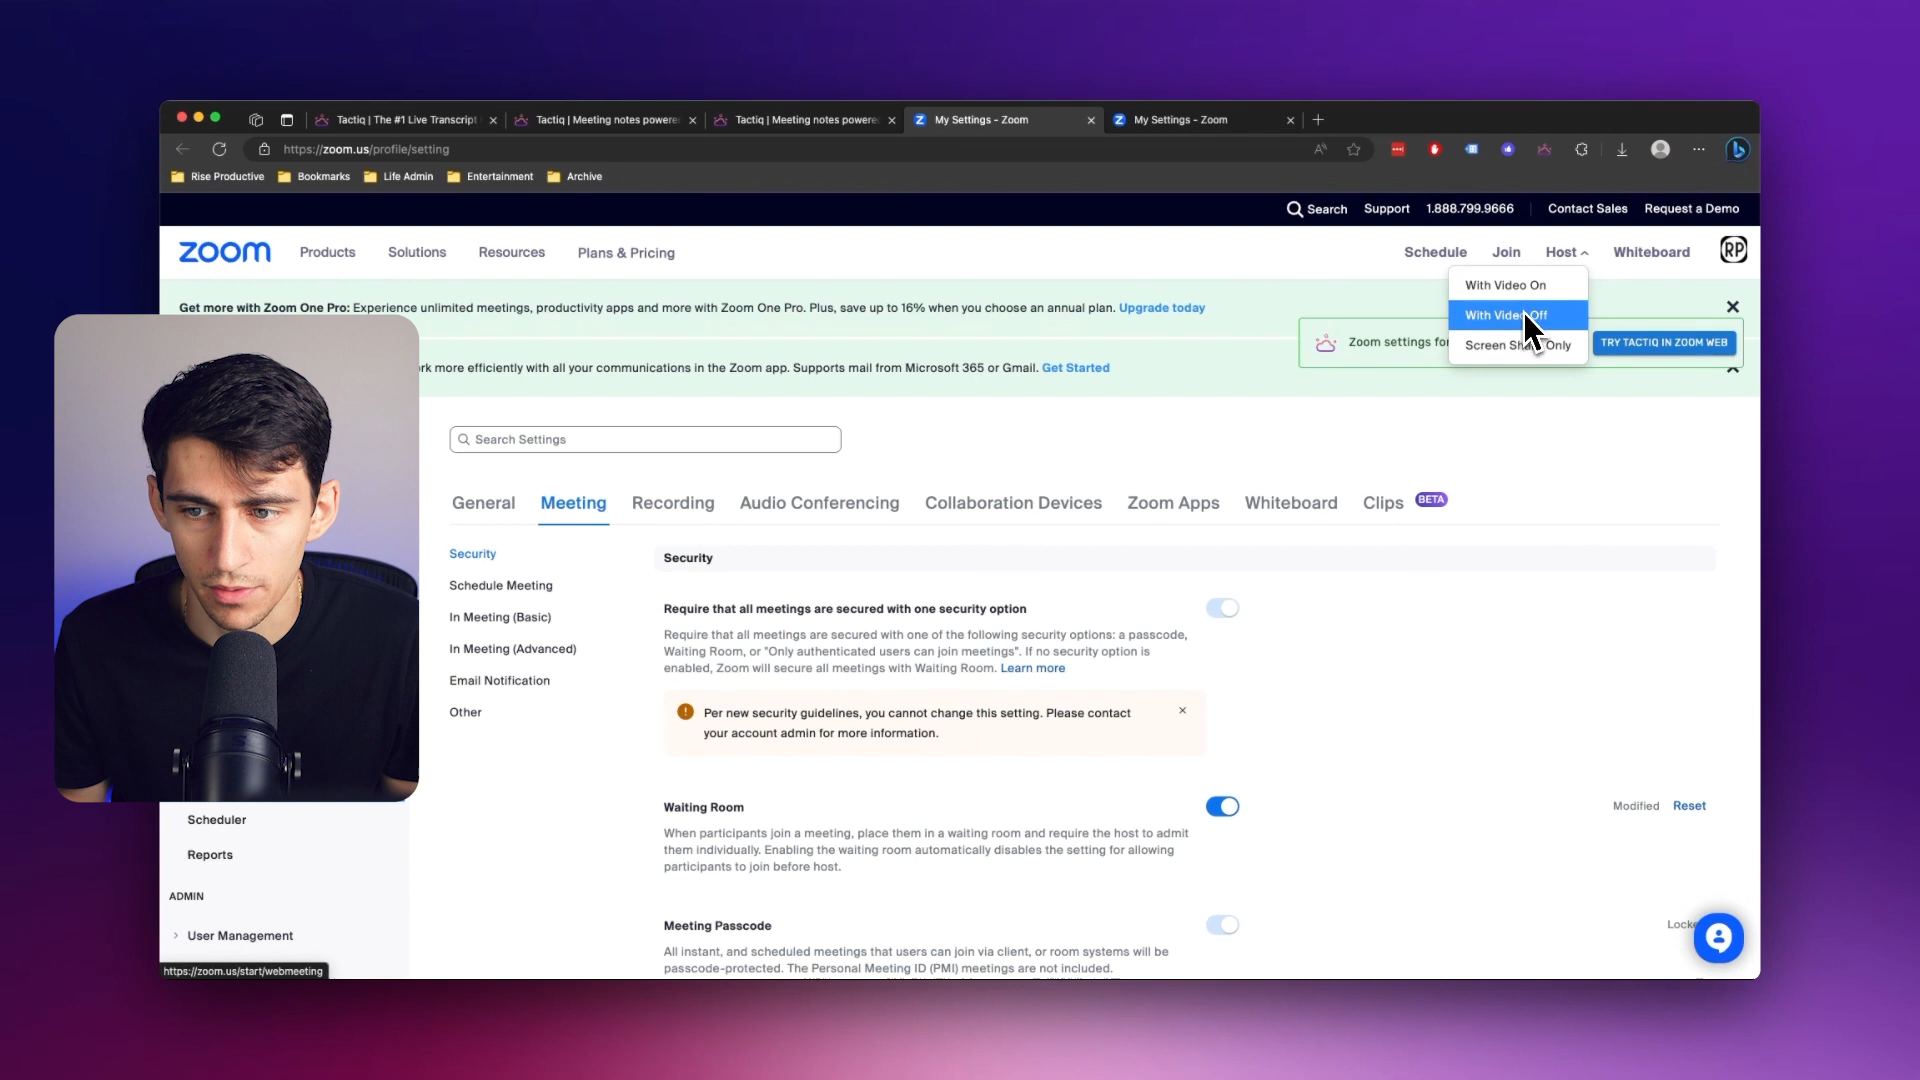 Tactiq | The #1 Live Transcript
Tactiq | Meeting notes powere
Tactiq | Meeting notes powere
My Settings - Zoom
My Settings - Zoom
https://zoom.us/profile/setting
Rise Productive
Bookmarks
Life Admin
Entertainment
Archive
Search
Support
1.888.799.9666
Contact Sales
Request a Demo
zoom
Products
Solutions
Resources
Plans & Pricing
Schedule
Join
Host
Whiteboard
RP
With Video On
With Video Off
Screen Share Only
Get more with Zoom One Pro: Experience unlimited meetings, productivity apps and more with Zoom One Pro. Plus, save up to 16% when you choose an annual plan. Upgrade today
Zoom settings for
TRY TACTIQ IN ZOOM WEB
rk more efficiently with all your communications in the Zoom app. Supports mail from Microsoft 365 or Gmail. Get Started
Search Settings
General
Meeting
Recording
Audio Conferencing
Collaboration Devices
Zoom Apps
Whiteboard
Clips
BETA
Security
Schedule Meeting
In Meeting (Basic)
In Meeting (Advanced)
Email Notification
Other
Security
Require that all meetings are secured with one security option
Require that all meetings are secured with one of the following security options: a passcode,
Waiting Room, or "Only authenticated users can join meetings". If no security option is
enabled, Zoom will secure all meetings with Waiting Room. Learn more
Per new security guidelines, you cannot change this setting. Please contact
your account admin for more information.
Waiting Room
Modified
Reset
When participants join a meeting, place them in a waiting room and require the host to admit
them individually. Enabling the waiting room automatically disables the setting for allowing
participants to join before host.
Meeting Passcode
Locke
All instant, and scheduled meetings that users can join via client, or room systems will be
passcode-protected. The Personal Meeting ID (PMI) meetings are not included.
Scheduler
Reports
ADMIN
User Management
https://zoom.us/start/webmeeting